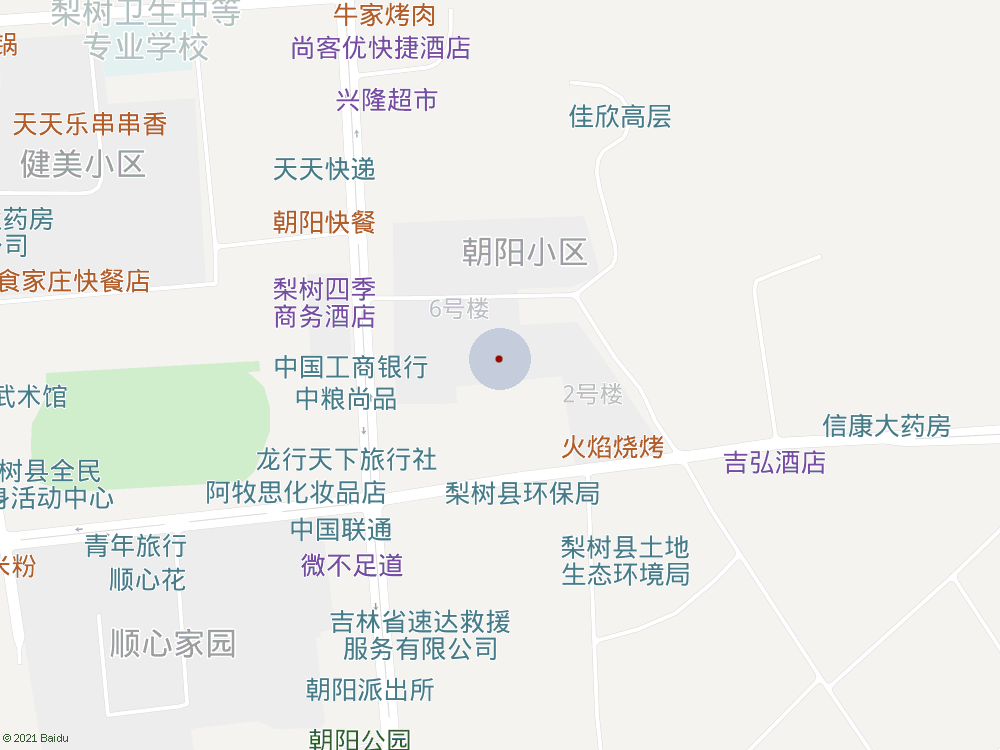 梨树卫生中等
专业学校
牛家烤肉
锅
尚客优快捷酒店
兴隆超市
佳欣高层
天天乐串串香
健美小区
天天快递
药房
司
朝阳快餐
朝阳小区
食家庄快餐店
梨树四季
商务酒店
6号楼
中国工商银行
中粮尚品
武术馆
2号楼
信康大药房
火焰烧烤
吉弘酒店
龙行天下旅行社
树县全民
身活动中心
阿牧思化妆品店
梨树县环保局
中国联通
青年旅行
微不足道
米粉
顺心花
梨树县土地
生态环境局
吉林省速达救援
服务有限公司
顺心家园
朝阳派出所
朝阳公园
© 2021 Baidu